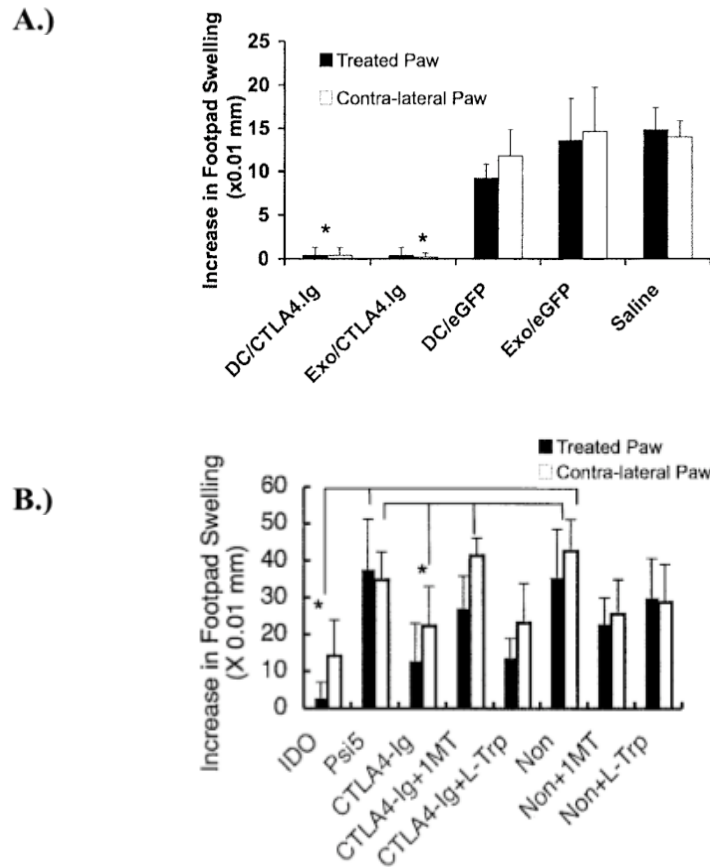 A.)
Increase in Footpad Swelling
(x0.01 mm)
25
20
15
10
5
0
Treated Paw
Contra-lateral Paw
*
*
DC/CTLA4.Ig
Exo/CTLA4.Ig
DC/eGFP
Exo/eGFP
Saline
B.)
Increase in Footpad Swelling
(X 0.01 mm)
60
50
40
30
20
10
0
Treated Paw
Contra-lateral Paw
*
*
IDO
Psi5
CTLA4-Ig
CTLA4-Ig+1MT
CTLA4-Ig+L-Trp
Non
Non+1MT
Non+L-Trp